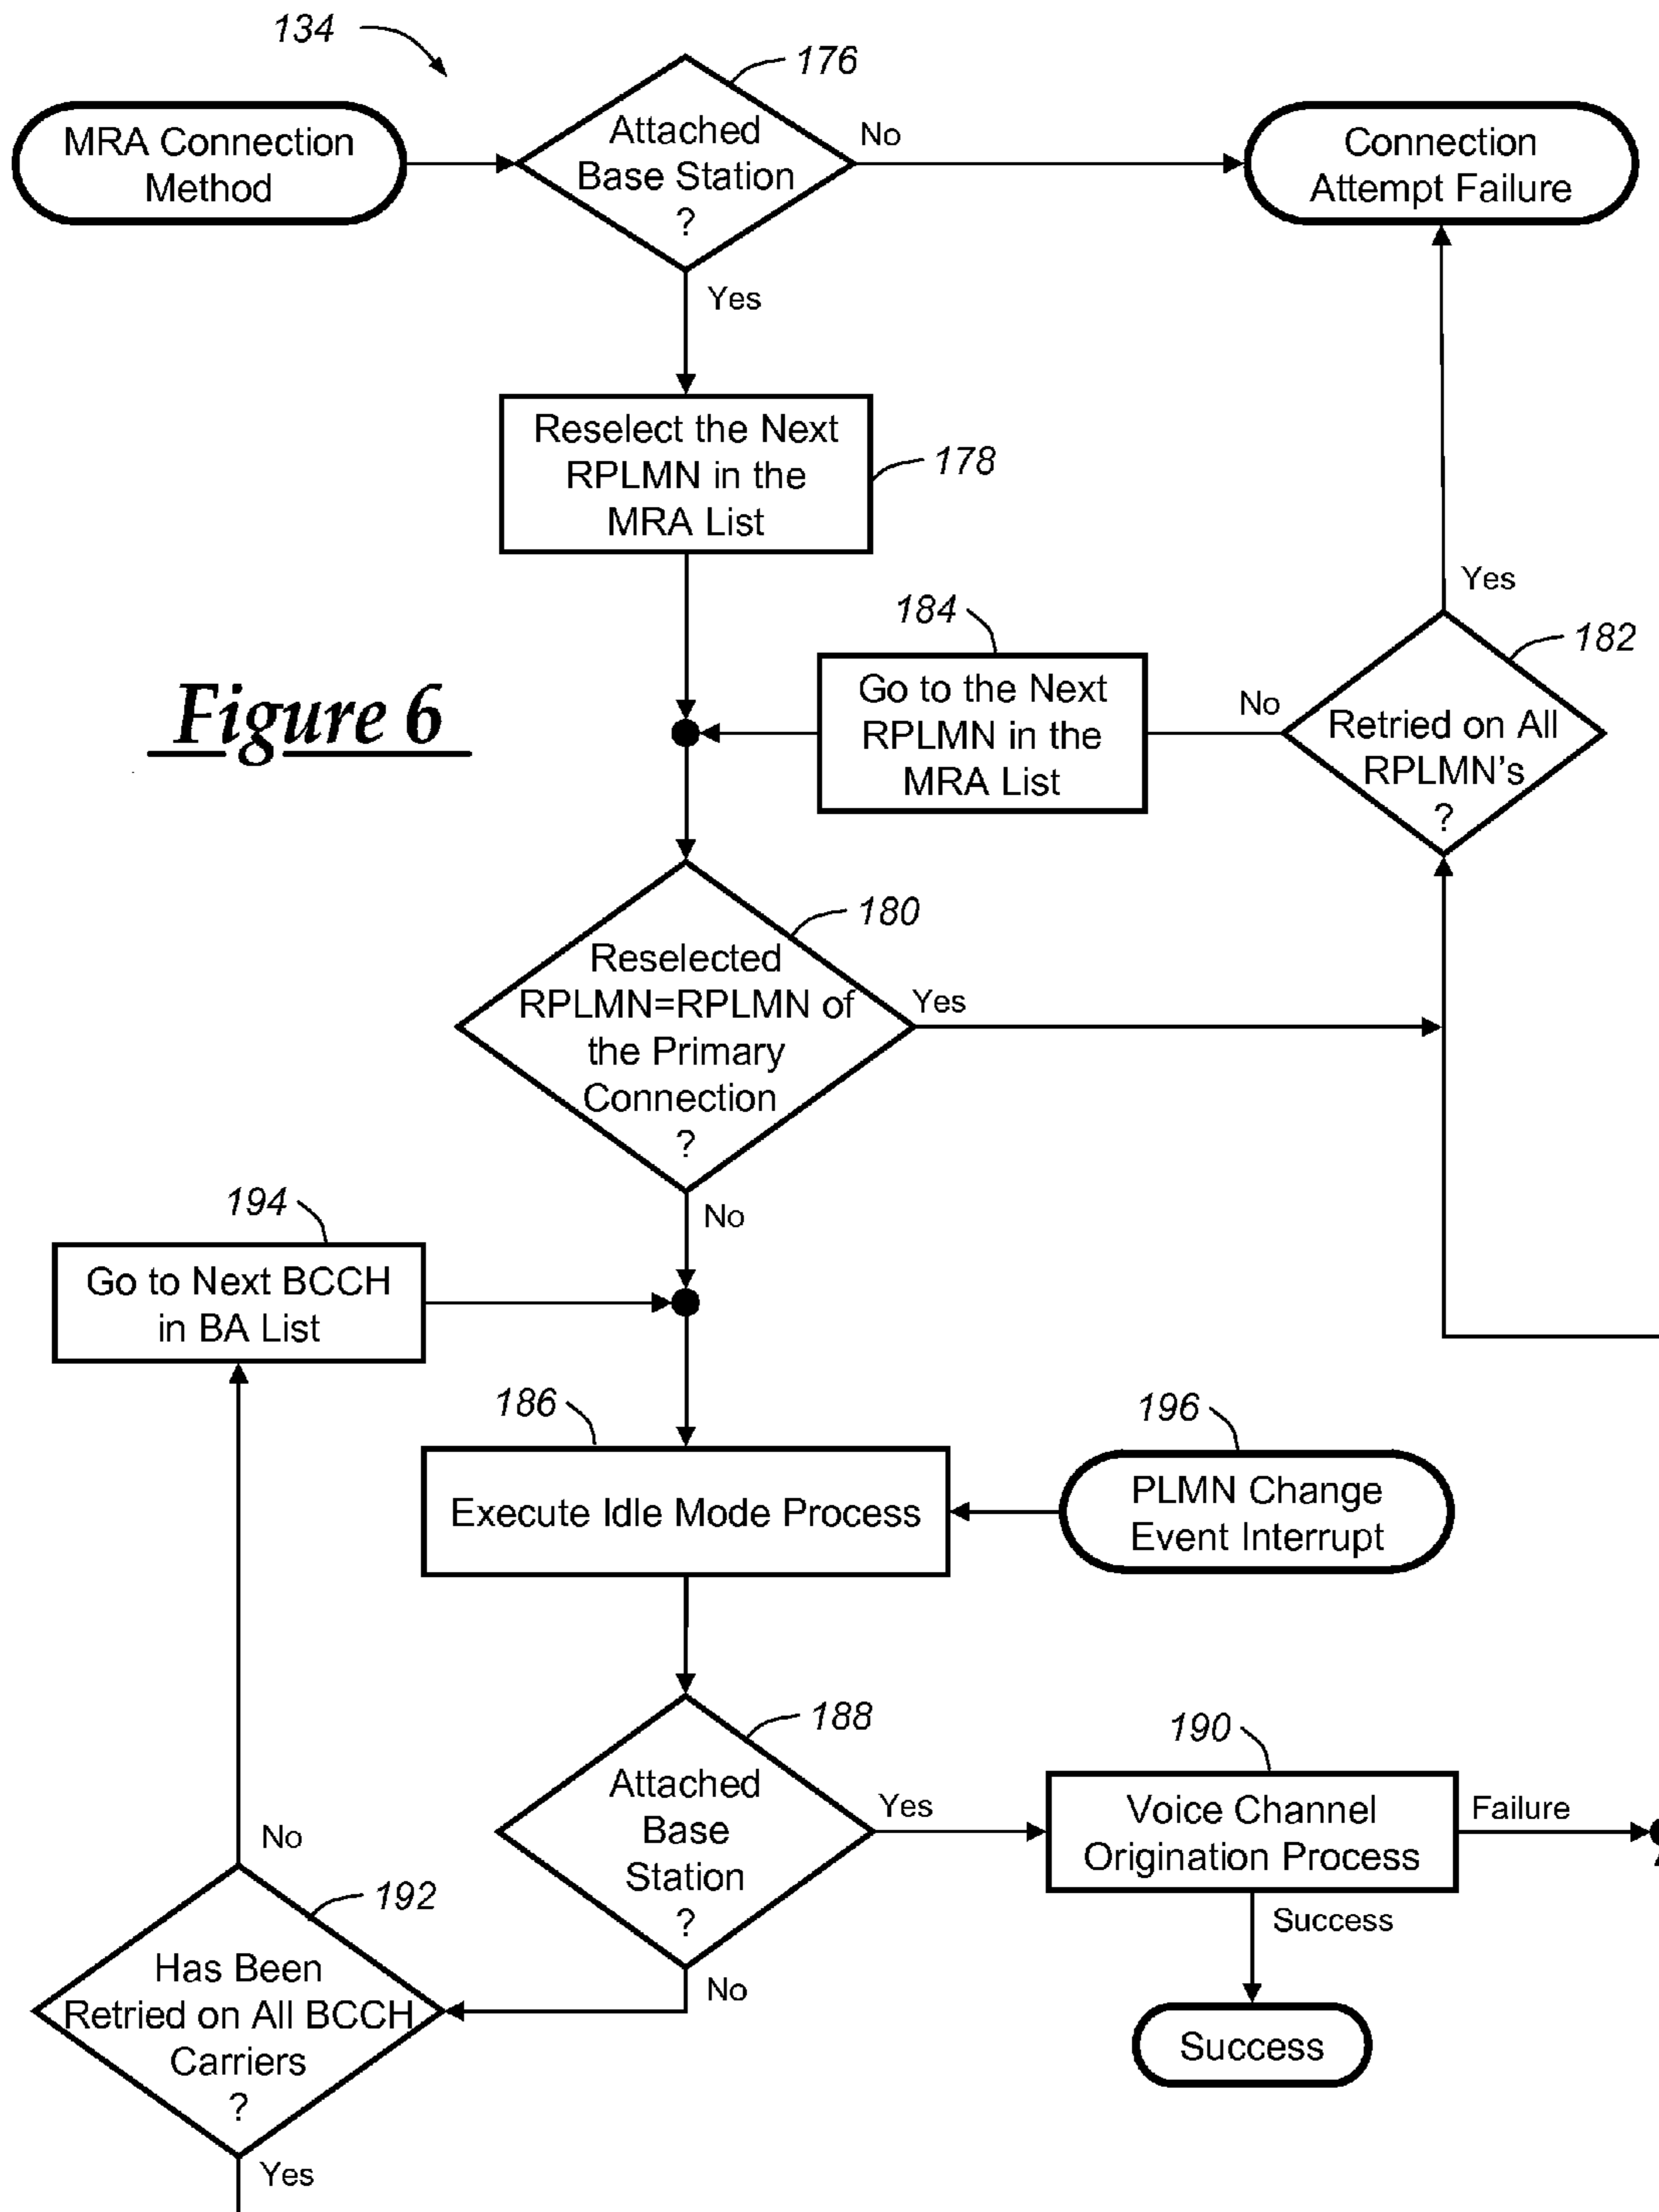 134
176
MRA Connection
Method
Attached
Base Station
?
No
Connection
Attempt Failure
Yes
Reselect the Next
RPLMN in the
MRA List
178
Yes
184
182
Figure 6
Go to the Next
RPLMN in the
MRA List
No
Retried on All
RPLMN's
?
180
Reselected
RPLMN=RPLMN of
the Primary
Connection
?
Yes
194
No
Go to Next BCCH
in BA List
186
196
Execute Idle Mode Process
PLMN Change
Event Interrupt
188
190
Attached
Base
Station
?
Yes
Voice Channel
Origination Process
Failure
No
192
Success
Has Been
Retried on All BCCH
Carriers
?
No
Success
Yes